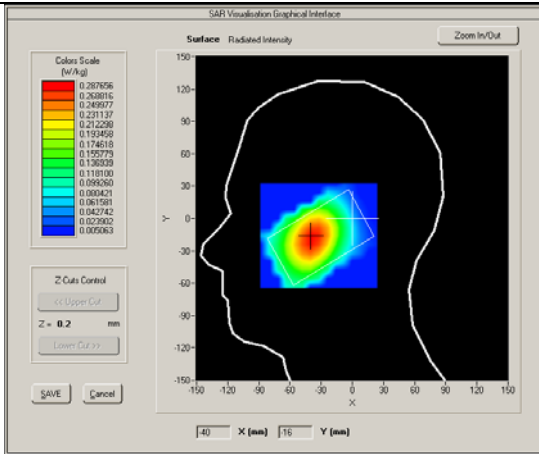 SAR Visualisation Graphical Interface
Surface Radiated Intensity
Zoom In/Out
Colors Scale
(W/kg)
0.287656
0.268816
0.249977
0.231137
0.212298
0.193458
0.174618
0.155779
0.136939
0.118100
0.099260
0.080421
0.061581
0.042742
0.023902
0.005063
Z Cuts Control
<< Upper Cut
Z = 0.2 mm
Lower Cut >>
SAVE Cancel
150
120
90
60
30
0
-30
-60
-90
-120
-150
Y
-150 -120 -90 -60 -30 0 30 60 90 120 150
X
-40 X (mm) -16 Y (mm)